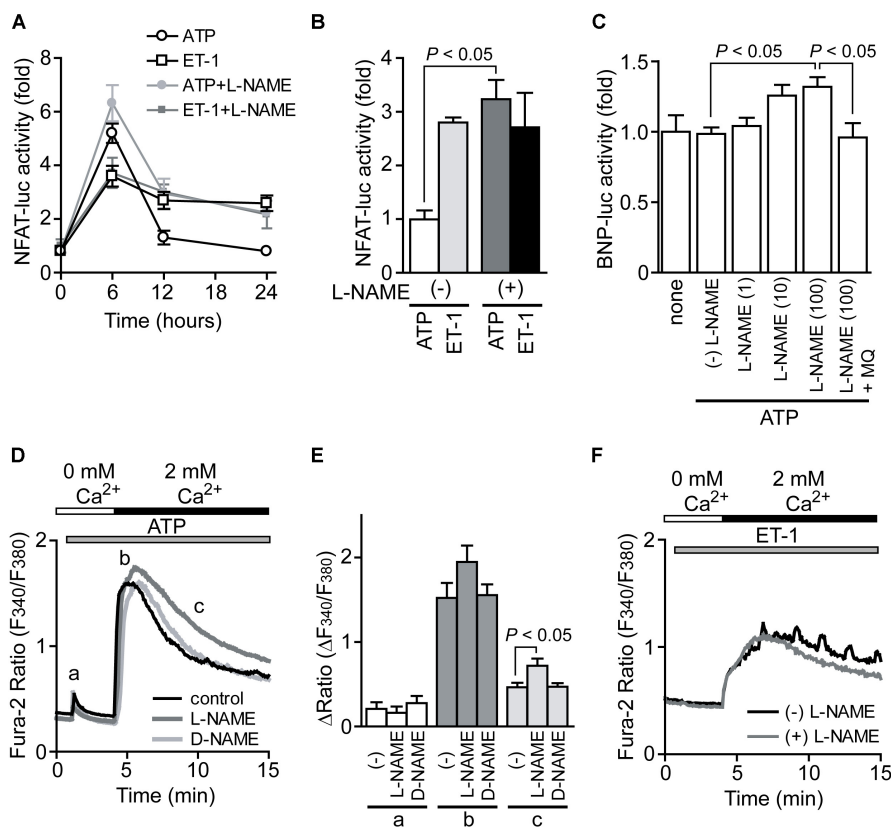 A
NFAT-luc activity (fold)
8
6
4
2
0
0 6 12 18 24
Time (hours)
ATP
ET-1
ATP+L-NAME
ET-1+L-NAME
B
NFAT-luc activity (fold)
4
3
2
1
0
P < 0.05
L-NAME (-) (+)
ATP
ET-1
ATP
ET-1
C
BNP-luc activity (fold)
1.5
1.0
0.5
0
P < 0.05
P < 0.05
none
(-) L-NAME
L-NAME (1)
L-NAME (10)
L-NAME (100)
L-NAME (100)
+ MQ
ATP
D
0 mM
Ca2+
2 mM
Ca2+
ATP
Fura-2 Ratio (F340/F380)
2
1
0
a
b
c
control
L-NAME
D-NAME
0 5 10 15
Time (min)
E
ΔRatio (ΔF340/F380)
2
1
0
P < 0.05
(-)
L-NAME
D-NAME
(-)
L-NAME
D-NAME
(-)
L-NAME
D-NAME
a b c
F
0 mM
Ca2+
2 mM
Ca2+
ET-1
Fura-2 Ratio (F340/F380)
2
1
0
(-) L-NAME
(+) L-NAME
0 5 10 15
Time (min)